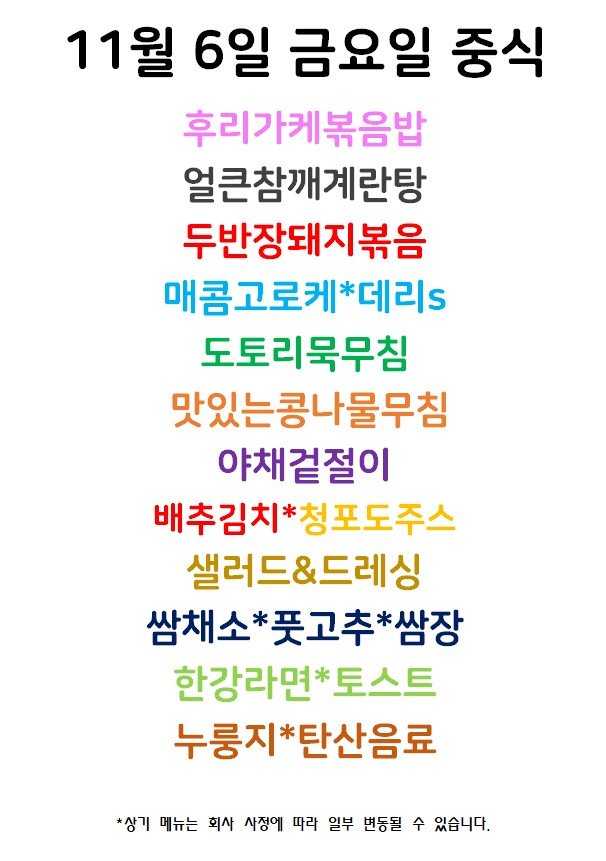 11월 6일 금요일 중식
후리가케볶음밥
얼큰참깨계란탕
두반장돼지볶음
매콤고로케*데리s
도토리묵무침
맛있는콩나물무침
야채겉절이
배추김치*청포도주스
샐러드&드레싱
쌈채소*풋고추*쌈장
한강라면*토스트
누룽지*탄산음료
*상기 메뉴는 회사 사정에 따라 일부 변동될 수 있습니다.